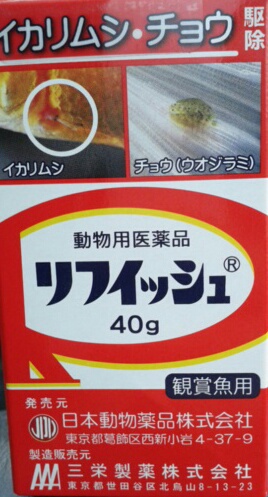 イカリムシ・チョウ 駆除
イカリムシ
チョウ(ウオジラミ)
動物用医薬品
リフィッシュ®
40g
観賞魚用
発売元
日本動物薬品株式会社
東京都葛飾区西新小岩4-37-9
製造販売元
三栄製薬株式会社
東京都世田谷区北烏山8-13-23